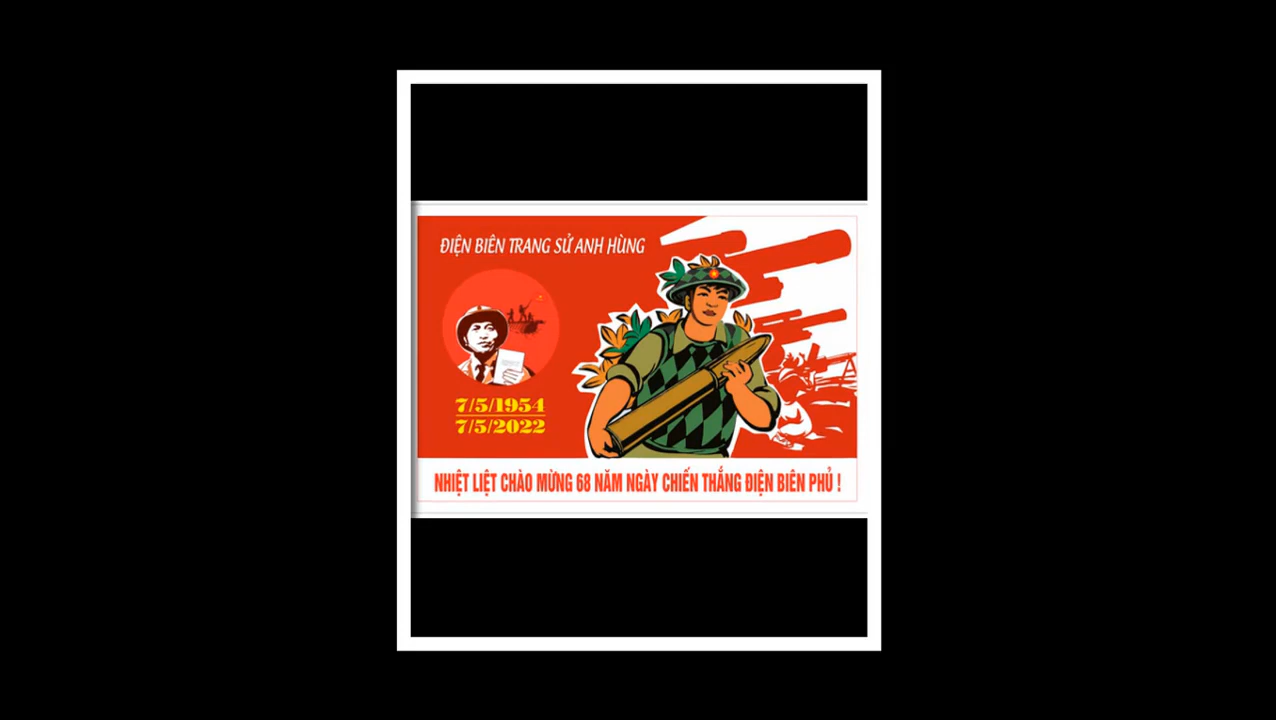 ĐIỆN BIÊN TRANG SỬ ANH HÙNG
7/5/1954
7/5/2022
NHIỆT LIỆT CHÀO MỪNG 68 NĂM NGÀY CHIẾN THẮNG ĐIỆN BIÊN PHỦ !